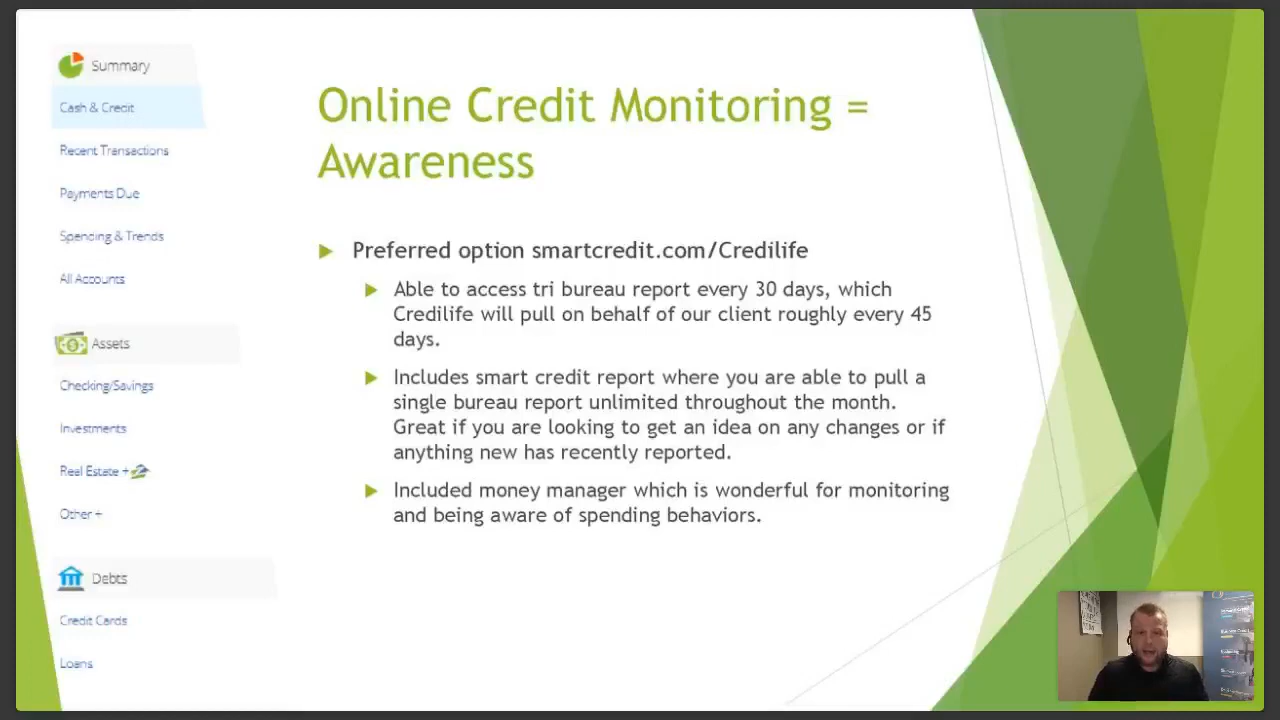 Summary
Cash & Credit
Recent Transactions
Payments Due
Spending & Trends
All Accounts
Assets
Checking/Savings
Investments
Real Estate +
Other +
Debts
Credit Cards
Loans
Online Credit Monitoring =
Awareness
Preferred option smartcredit.com/Credilife
Able to access tri bureau report every 30 days, which
Credilife will pull on behalf of our client roughly every 45
days.
Includes smart credit report where you are able to pull a
single bureau report unlimited throughout the month.
Great if you are looking to get an idea on any changes or if
anything new has recently reported.
Included money manager which is wonderful for monitoring
and being aware of spending behaviors.